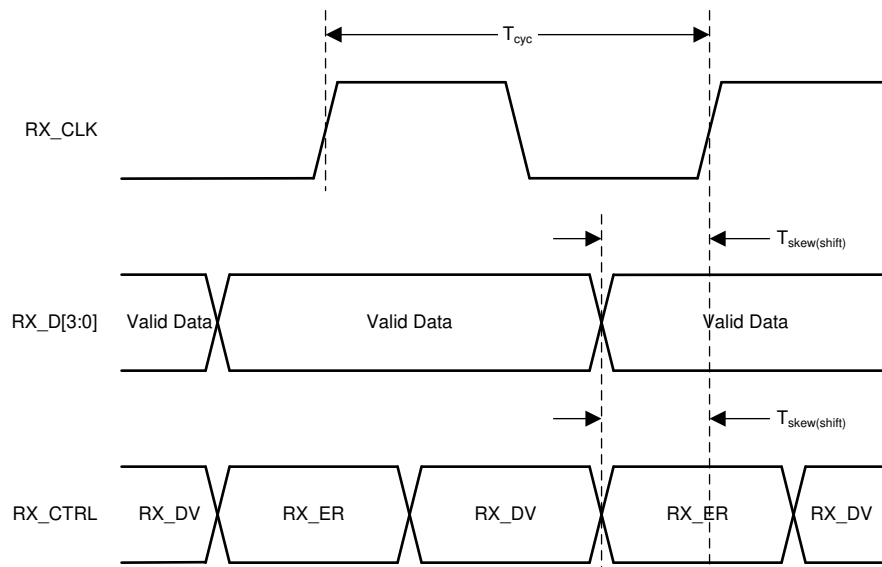 Tcyc
RX_CLK
Tskew(shift)
RX_D[3:0] Valid Data Valid Data Valid Data
Tskew(shift)
RX_CTRL RX_DV RX_ER RX_DV RX_ER RX_DV